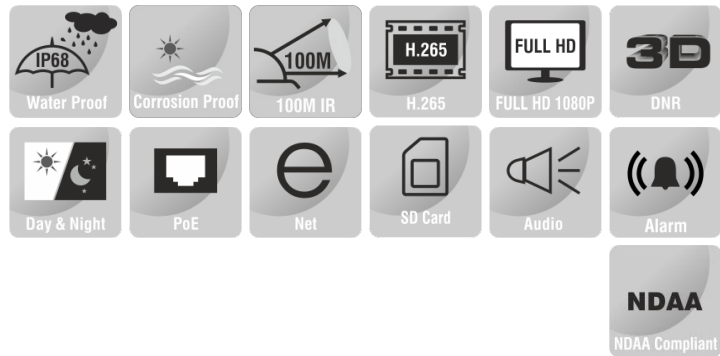 IP68
Water Proof
Corrosion Proof
100M
100M IR
H.265
H.265
FULL HD
FULL HD 1080P
3D
DNR
Day & Night
PoE
e
Net
SD Card
Audio
Alarm
NDAA
NDAA Compliant